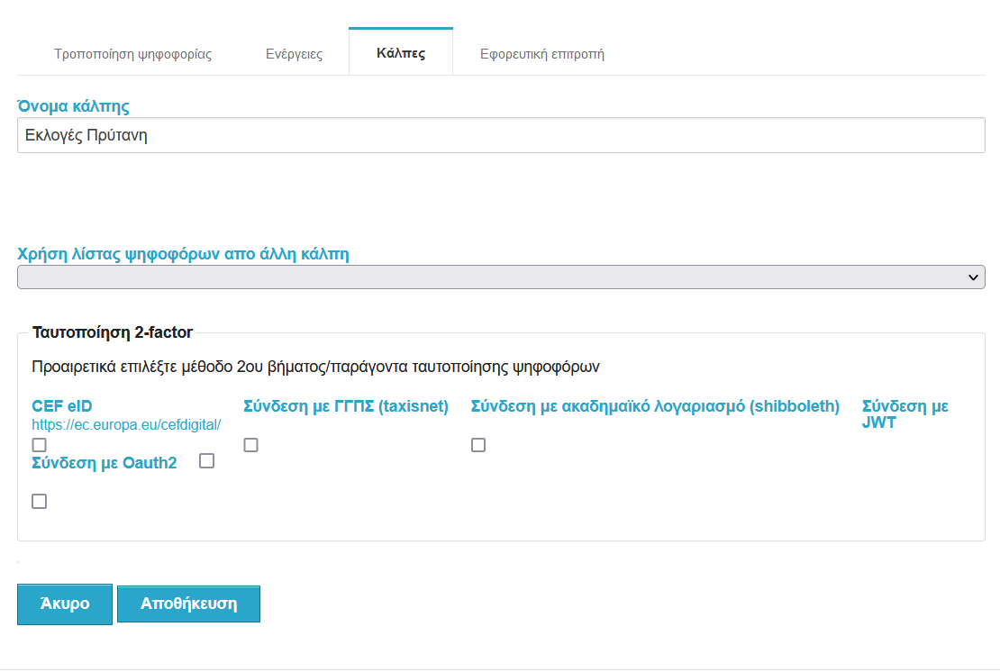 Τροποποίηση ψηφοφορίας Ενέργειες Κάλπες Εφορευτική επιτροπή
Όνομα κάλπης
Εκλογές Πρύτανη
Χρήση λίστας ψηφοφόρων απο άλλη κάλπη
Ταυτοποίηση 2-factor
Προαιρετικά επιλέξτε μέθοδο 2ου βήματος/παράγοντα ταυτοποίησης ψηφοφόρων
CEF eID
https://ec.europa.eu/cefdigital/
Σύνδεση με ΓΓΠΣ (taxisnet)
Σύνδεση με ακαδημαϊκό λογαριασμό (shibboleth)
Σύνδεση με
JWT
Σύνδεση με Oauth2
Άκυρο Αποθήκευση